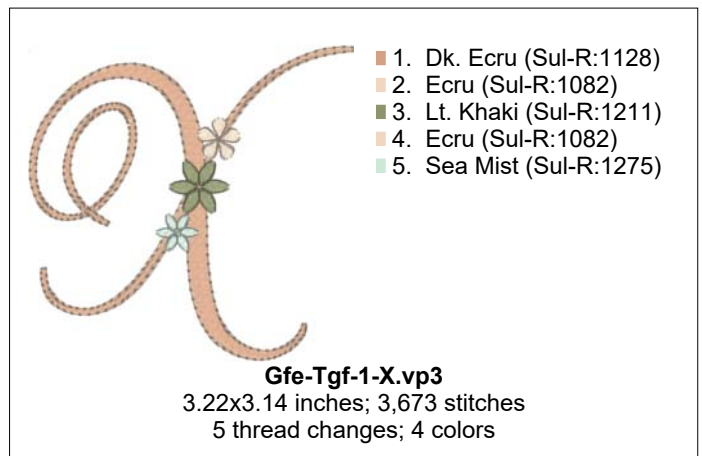 1. Dk. Ecru (Sul-R:1128)
2. Ecru (Sul-R:1082)
3. Lt. Khaki (Sul-R:1211)
4. Ecru (Sul-R:1082)
5. Sea Mist (Sul-R:1275)
X
Gfe-Tgf-1-X.vp3
3.22x3.14 inches; 3,673 stitches
5 thread changes; 4 colors